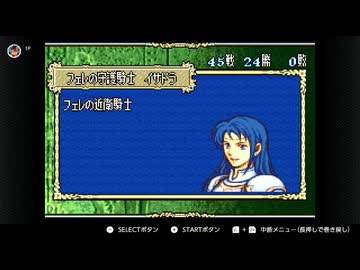 1P
45戦 24勝 0敗
フェレの守護騎士 イサドラ
フェレの近衛騎士
SELECTボタン
STARTボタン
中断メニュー(長押しで巻き戻し)